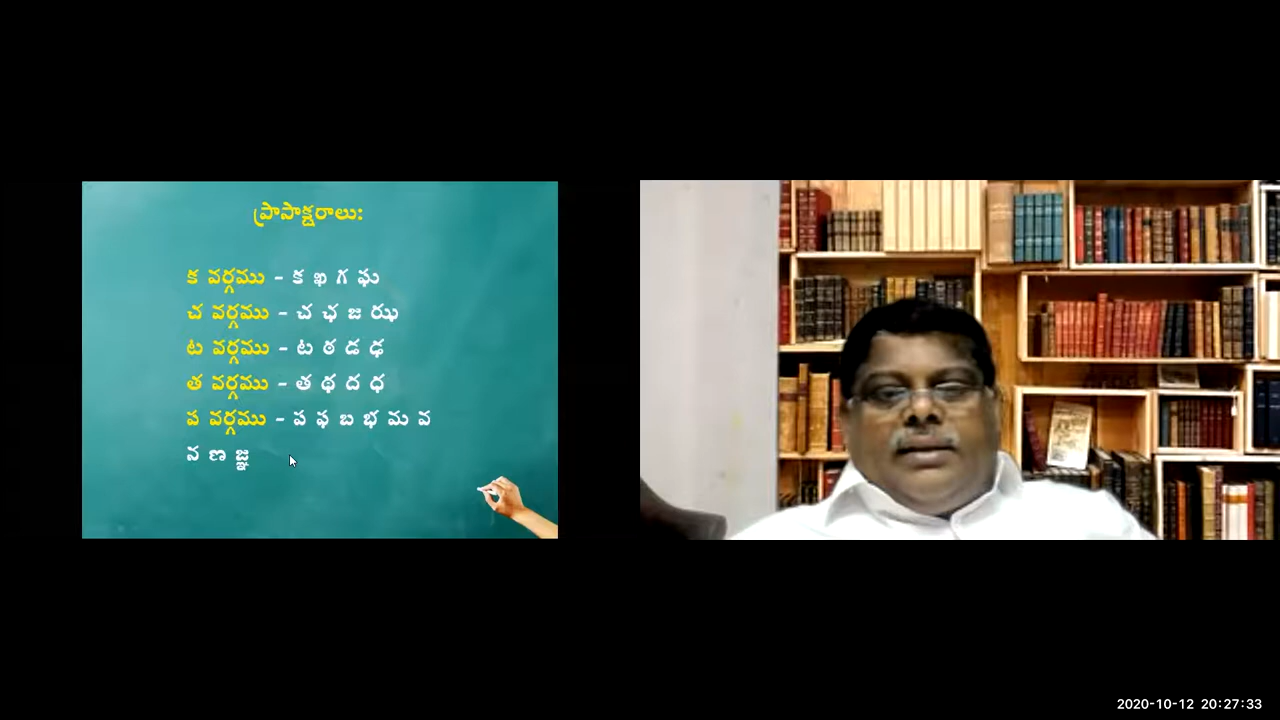 ప్రాసాక్షరాలు:
క వర్గము - క ఖ గ ఘ
చ వర్గము - చ ఛ జ ఝ
ట వర్గము - ట ఠ డ ఢ
త వర్గము - త థ ద ధ
ప వర్గము - ప ఫ బ భ మ వ
న ణ జ్ఞ
2020-10-12 20:27:33